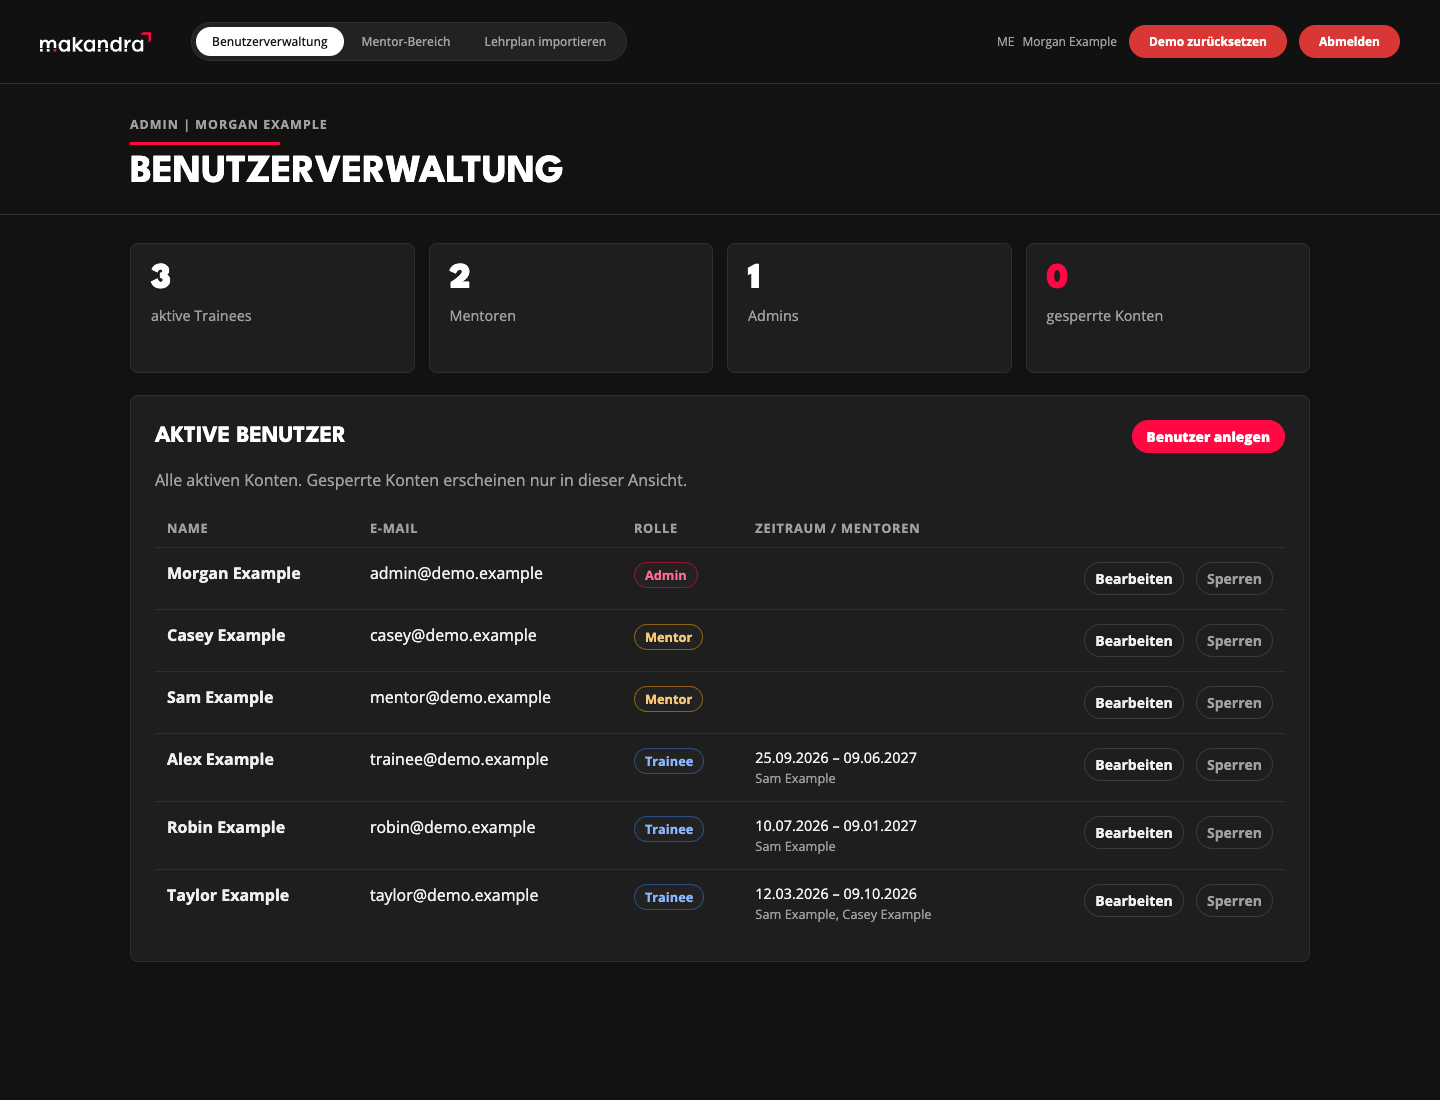 makandra
Benutzerverwaltung Mentor-Bereich Lehrplan importieren ME Morgan Example Demo zurücksetzen Abmelden
ADMIN | MORGAN EXAMPLE
BENUTZERVERWALTUNG
3 2 1 0
aktive Trainees Mentoren Admins gesperrte Konten
AKTIVE BENUTZER Benutzer anlegen
Alle aktiven Konten. Gesperrte Konten erscheinen nur in dieser Ansicht.
NAME E-MAIL ROLLE ZEITRAUM / MENTOREN
Morgan Example admin@demo.example Admin Bearbeiten Sperren
Casey Example casey@demo.example Mentor Bearbeiten Sperren
Sam Example mentor@demo.example Mentor Bearbeiten Sperren
Alex Example trainee@demo.example Trainee 25.09.2026 – 09.06.2027 Bearbeiten Sperren
Sam Example
Robin Example robin@demo.example Trainee 10.07.2026 – 09.01.2027 Bearbeiten Sperren
Sam Example
Taylor Example taylor@demo.example Trainee 12.03.2026 – 09.10.2026 Bearbeiten Sperren
Sam Example, Casey Example